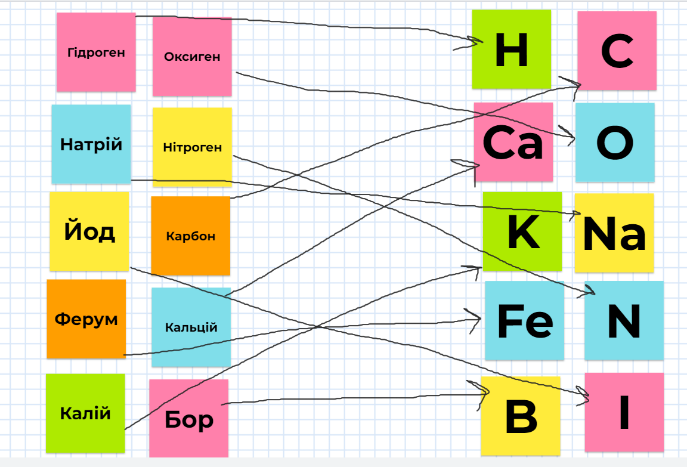 Гідроген
Оксиген
Н
С
Натрій
Нітроген
Ca
O
Йод
Карбон
K
Na
Ферум
Кальцій
Fe
N
Калій
Бор
B
I